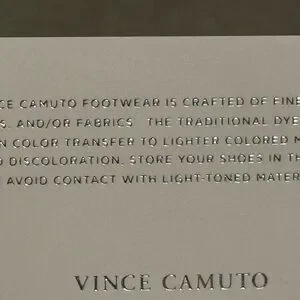 CE CAMUTO FOOTWEAR IS CRAFTED OF FINE
S. AND/OR FABRICS. THE TRADITIONAL DYE
N COLOR TRANSFER TO LIGHTER COLORED M
D DISCOLORATION, STORE YOUR SHOES IN TH
AVOID CONTACT WITH LIGHT-TONED MATER
VINCE CAMUTO